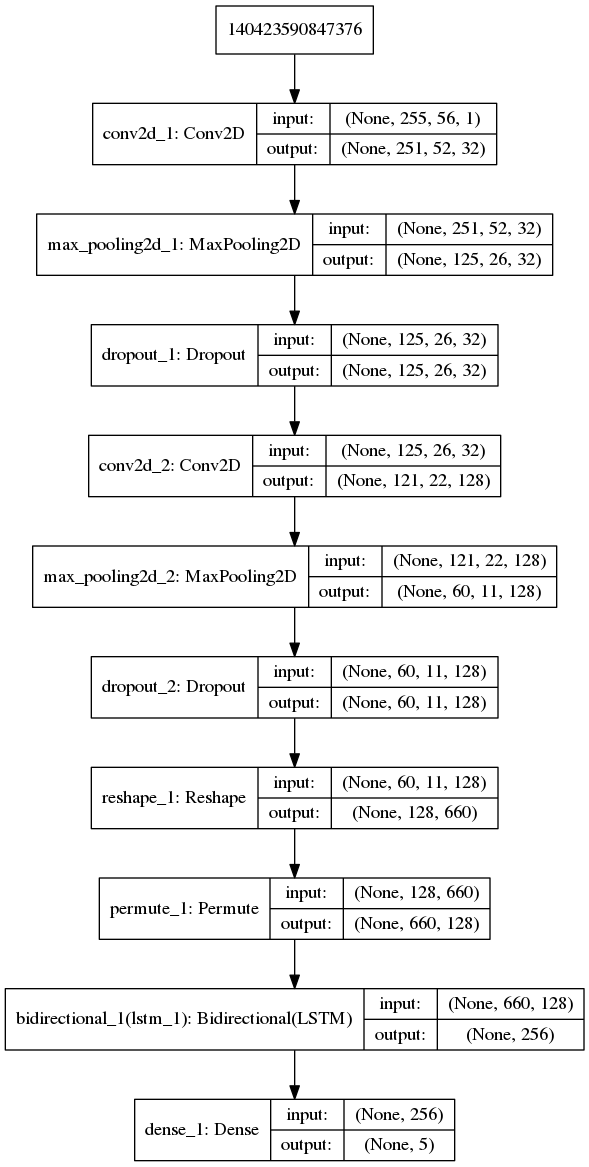 140423590847376
conv2d_1: Conv2D
input: (None, 255, 56, 1)
output: (None, 251, 52, 32)
max_pooling2d_1: MaxPooling2D
input: (None, 251, 52, 32)
output: (None, 125, 26, 32)
dropout_1: Dropout
input: (None, 125, 26, 32)
output: (None, 125, 26, 32)
conv2d_2: Conv2D
input: (None, 125, 26, 32)
output: (None, 121, 22, 128)
max_pooling2d_2: MaxPooling2D
input: (None, 121, 22, 128)
output: (None, 60, 11, 128)
dropout_2: Dropout
input: (None, 60, 11, 128)
output: (None, 60, 11, 128)
reshape_1: Reshape
input: (None, 60, 11, 128)
output: (None, 128, 660)
permute_1: Permute
input: (None, 128, 660)
output: (None, 660, 128)
bidirectional_1(lstm_1): Bidirectional(LSTM)
input: (None, 660, 128)
output: (None, 256)
dense_1: Dense
input: (None, 256)
output: (None, 5)